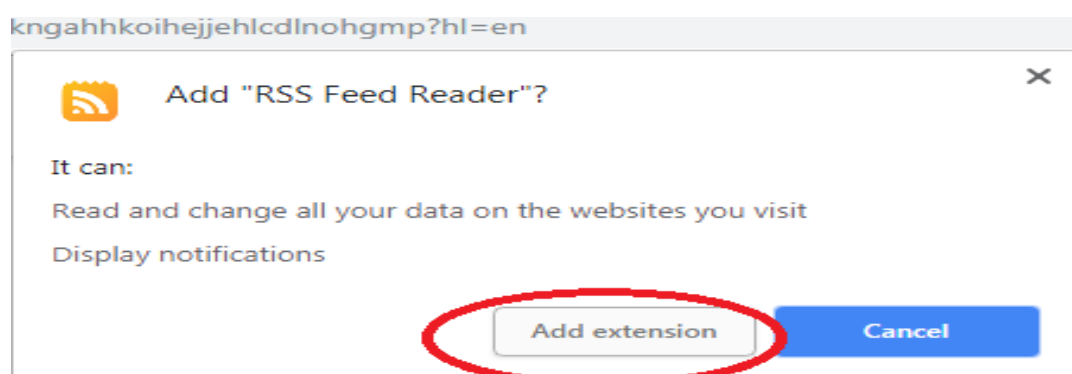 kngahhkoihejjehlcdlnohgmp?hl=en
Add "RSS Feed Reader"?
It can:
Read and change all your data on the websites you visit
Display notifications
Add extension
Cancel